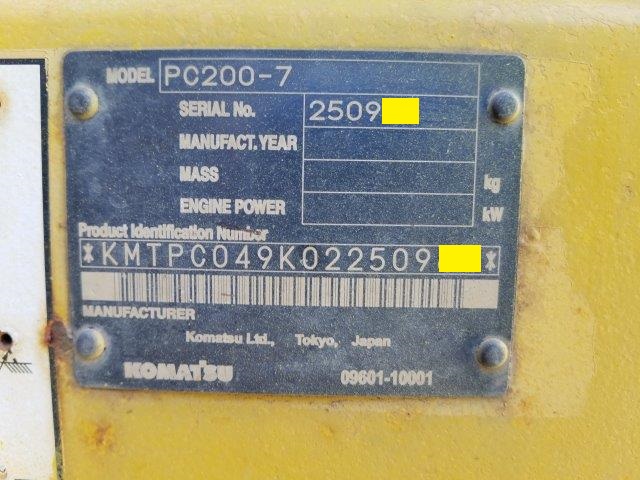 MODEL PC200-7
SERIAL No. 2509
MANUFACT. YEAR
MASS kg
ENGINE POWER kW
Product Identification Number
*KMTPC049K022509 *
MANUFACTURER
Komatsu Ltd., Tokyo, Japan
KOMATSU 09601-10001